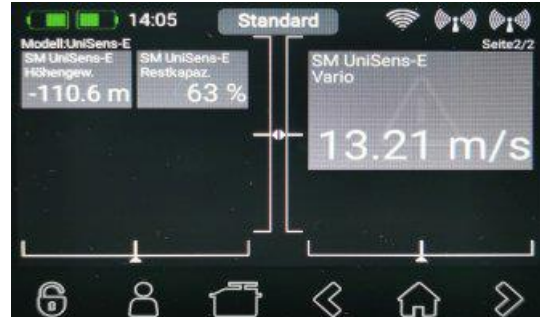 14:05
Standard
Modell:UniSens-E
Seite2/2
SM UniSens-E
Höhengew.
-110.6 m
SM UniSens-E
Restkapaz.
63 %
SM UniSens-E
Vario
13.21 m/s